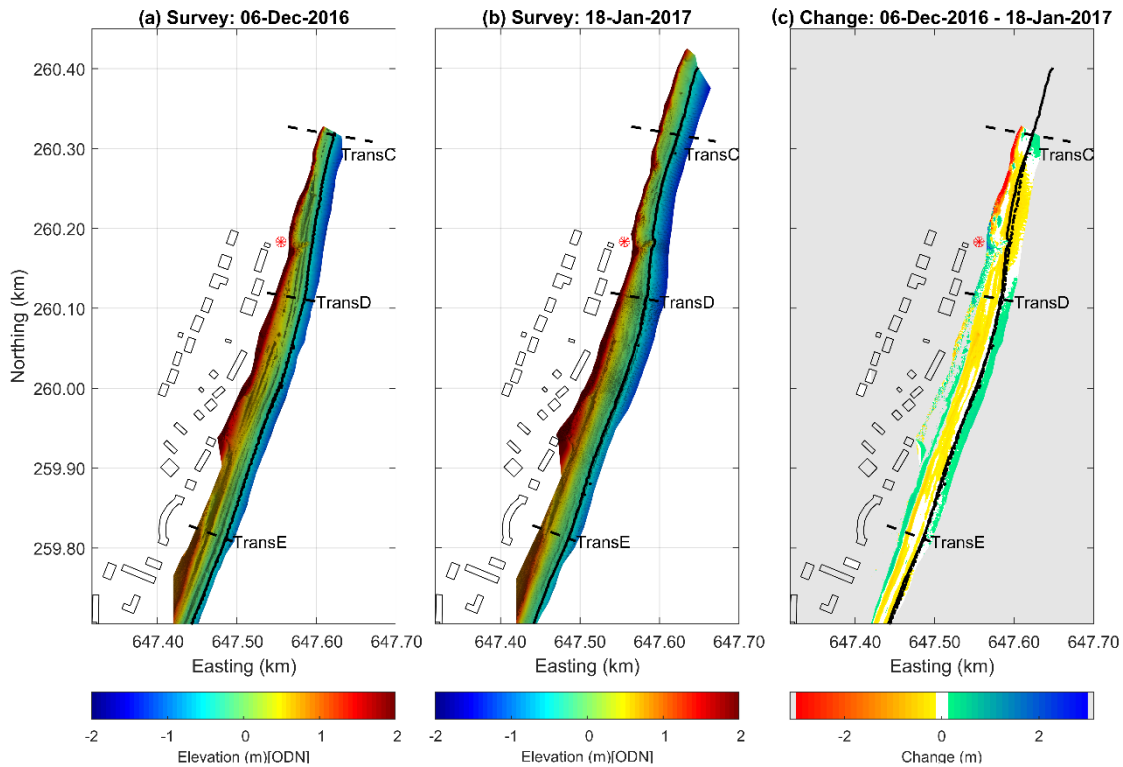 (a) Survey: 06-Dec-2016
(b) Survey: 18-Jan-2017
(c) Change: 06-Dec-2016 - 18-Jan-2017
Northing (km)
260.40
260.30
260.20
260.10
260.00
259.90
259.80
TransC
TransD
TransE
TransC
TransD
TransE
TransC
TransD
TransE
647.40 647.50 647.60 647.70
647.40 647.50 647.60 647.70
647.40 647.50 647.60 647.70
Easting (km)
Easting (km)
Easting (km)
-2 -1 0 1 2
-2 -1 0 1 2
-2 0 2
Elevation (m)[ODN]
Elevation (m)[ODN]
Change (m)